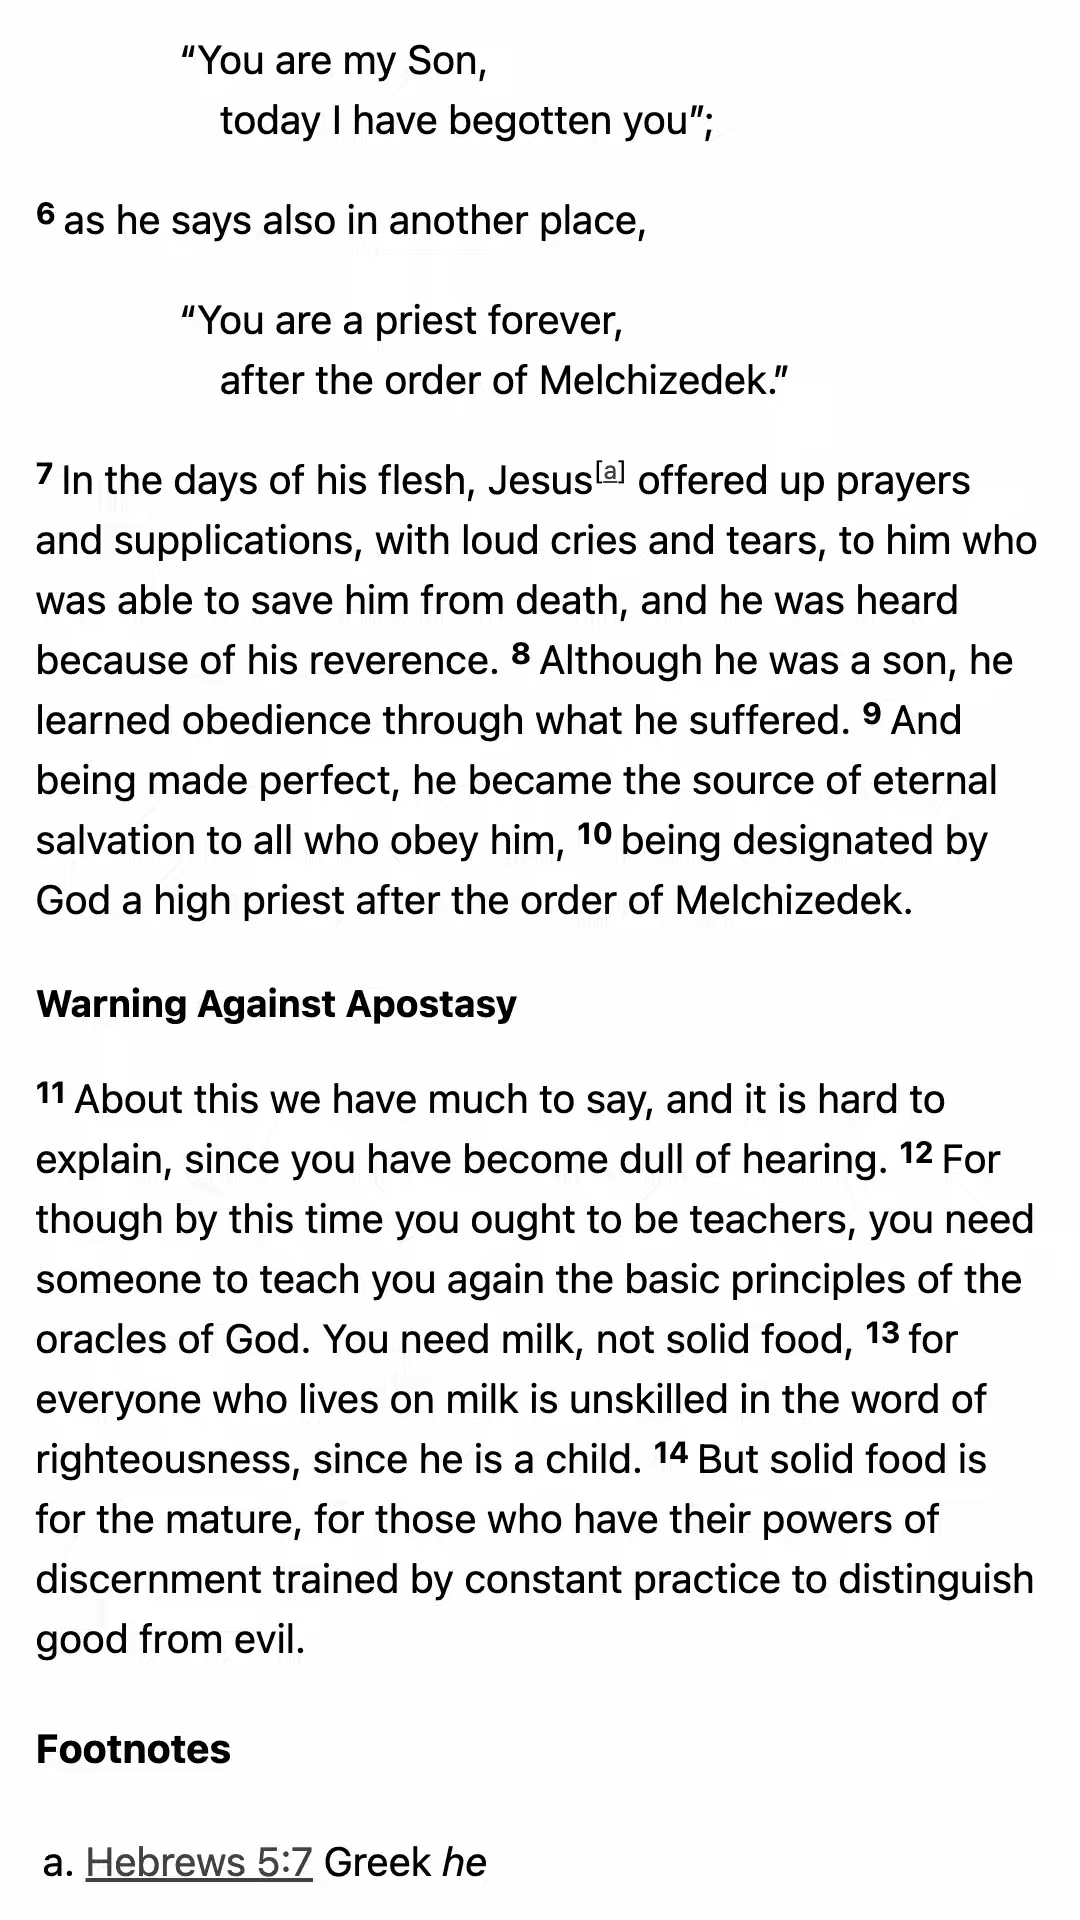 “You are my Son,
today I have begotten you”;
6 as he says also in another place,
“You are a priest forever,
after the order of Melchizedek.”
7 In the days of his flesh, Jesus[a] offered up prayers
and supplications, with loud cries and tears, to him who
was able to save him from death, and he was heard
because of his reverence. 8 Although he was a son, he
learned obedience through what he suffered. 9 And
being made perfect, he became the source of eternal
salvation to all who obey him, 10 being designated by
God a high priest after the order of Melchizedek.
Warning Against Apostasy
11 About this we have much to say, and it is hard to
explain, since you have become dull of hearing. 12 For
though by this time you ought to be teachers, you need
someone to teach you again the basic principles of the
oracles of God. You need milk, not solid food, 13 for
everyone who lives on milk is unskilled in the word of
righteousness, since he is a child. 14 But solid food is
for the mature, for those who have their powers of
discernment trained by constant practice to distinguish
good from evil.
Footnotes
a. Hebrews 5:7 Greek he